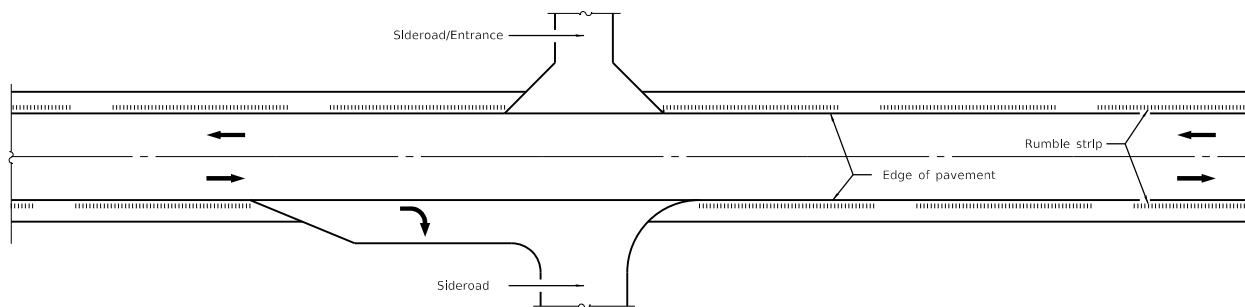 Sideroad/Entrance
Rumble strip
Edge of pavement
Sideroad